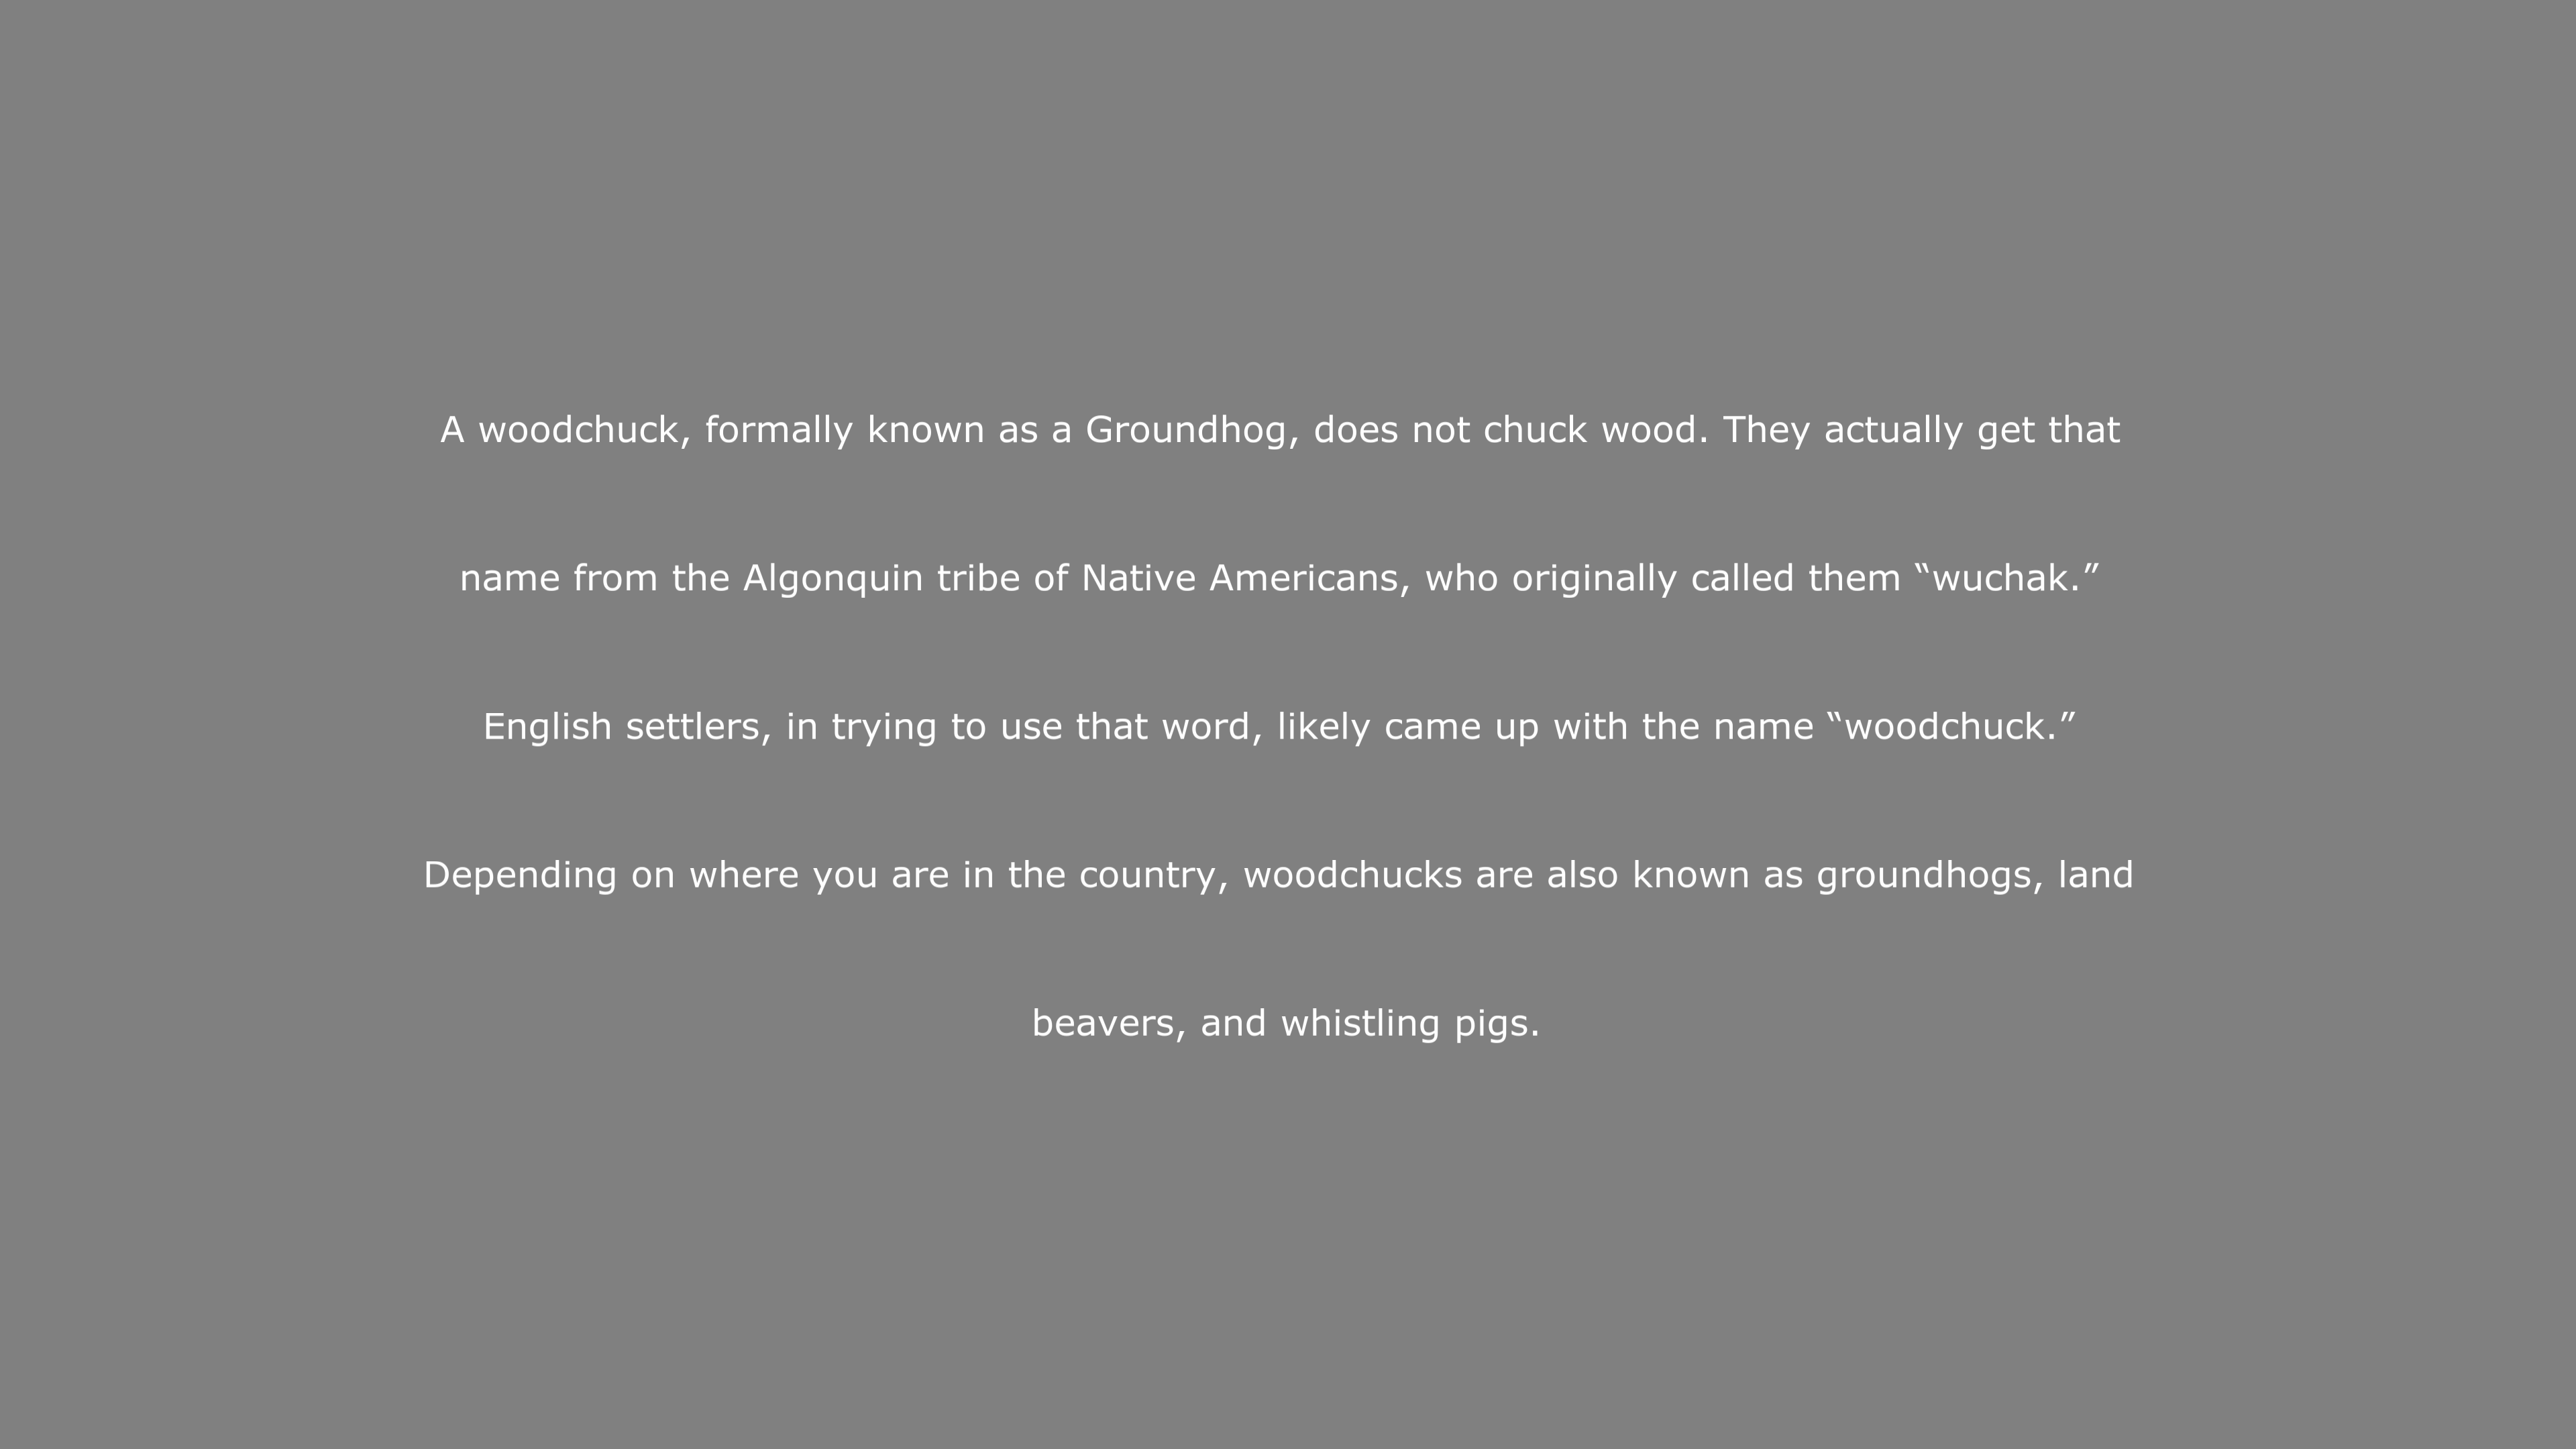 A woodchuck, formally known as a Groundhog, does not chuck wood. They actually get that
name from the Algonquin tribe of Native Americans, who originally called them “wuchak.”
English settlers, in trying to use that word, likely came up with the name “woodchuck.”
Depending on where you are in the country, woodchucks are also known as groundhogs, land
beavers, and whistling pigs.